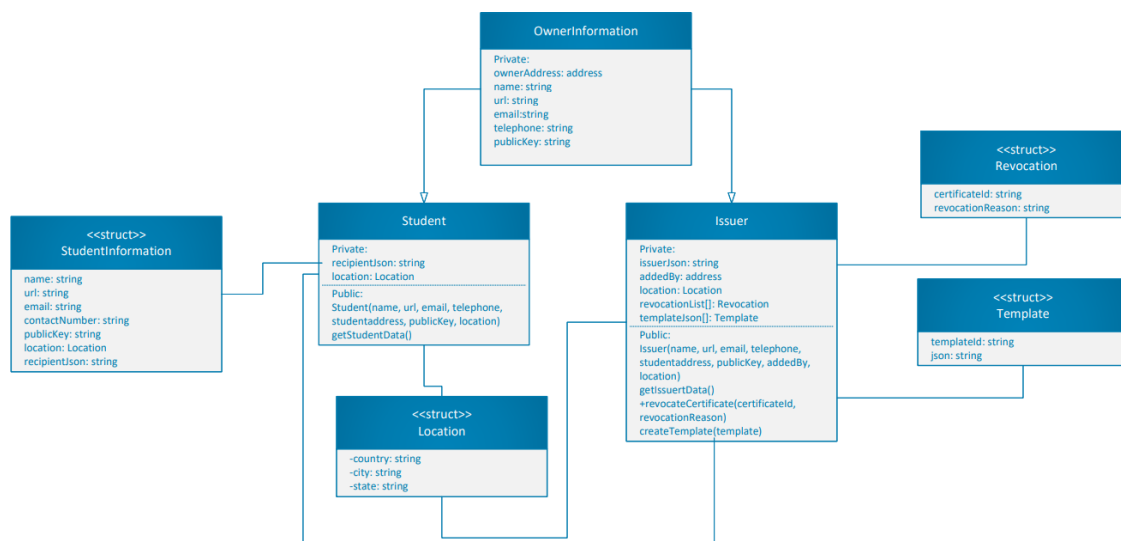 OwnerInformation
Private:
ownerAddress: address
name: string
url: string
email:string
telephone: string
publicKey: string
<<struct>>
Revocation
certificateId: string
revocationReason: string
<<struct>>
StudentInformation
name: string
url: string
email: string
contactNumber: string
publicKey: string
location: Location
recipientJson: string
Student
Private:
recipientJson: string
location: Location
Public:
Student(name, url, email, telephone,
studentaddress, publicKey, location)
getStudentData()
Issuer
Private:
issuerJson: string
addedBy: address
location: Location
revocationList[]: Revocation
templateJson[]: Template
Public:
Issuer(name, url, email, telephone,
studentaddress, publicKey, addedBy,
location)
getIssuertData()
+revocateCertificate(certificateId,
revocationReason)
createTemplate(template)
<<struct>>
Template
templateId: string
json: string
<<struct>>
Location
-country: string
-city: string
-state: string